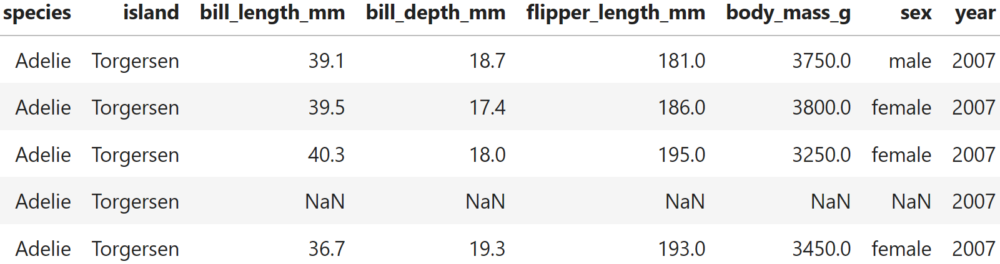 species island bill_length_mm bill_depth_mm flipper_length_mm body_mass_g sex year
Adelie Torgersen 39.1 18.7 181.0 3750.0 male 2007
Adelie Torgersen 39.5 17.4 186.0 3800.0 female 2007
Adelie Torgersen 40.3 18.0 195.0 3250.0 female 2007
Adelie Torgersen NaN NaN NaN NaN NaN 2007
Adelie Torgersen 36.7 19.3 193.0 3450.0 female 2007